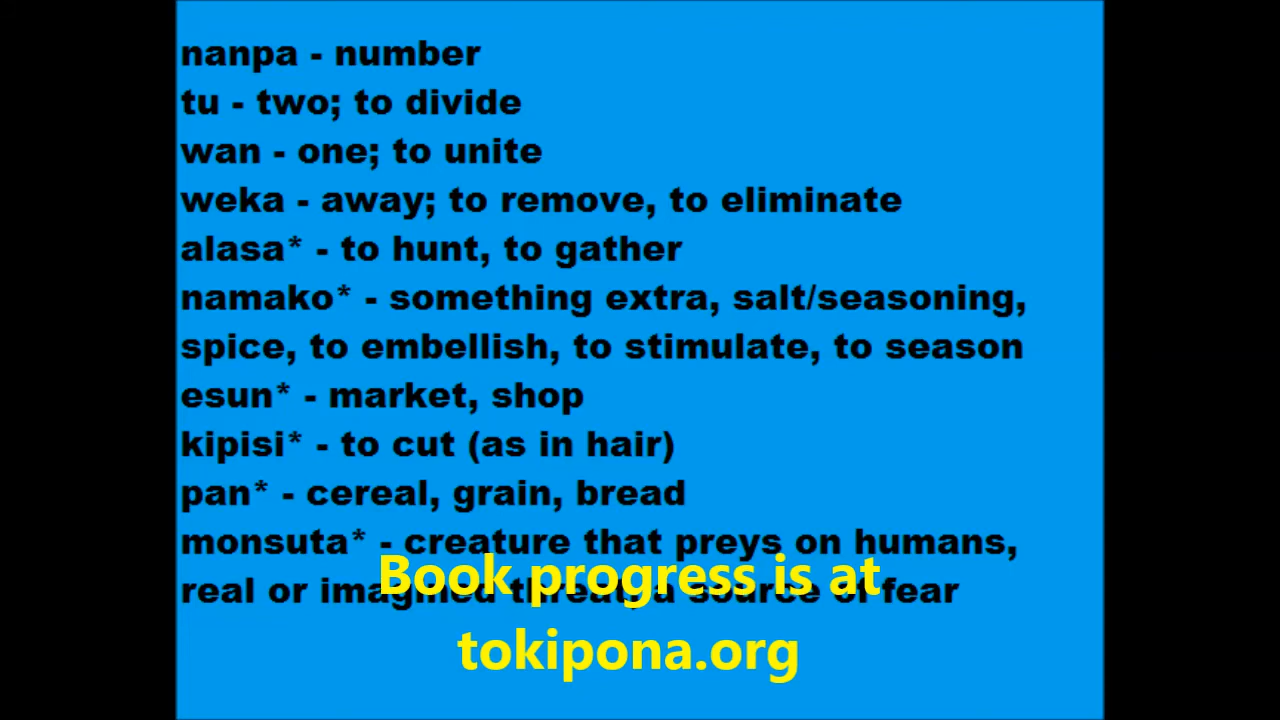 nanpa - number
tu - two; to divide
wan - one; to unite
weka - away; to remove, to eliminate
alasa* - to hunt, to gather
namako* - something extra, salt/seasoning,
spice, to embellish, to stimulate, to season
esun* - market, shop
kipisi* - to cut (as in hair)
pan* - cereal, grain, bread
monsuta* - creature that preys on humans,
real or imagined threat, a source of fear
Book progress is at
tokipona.org